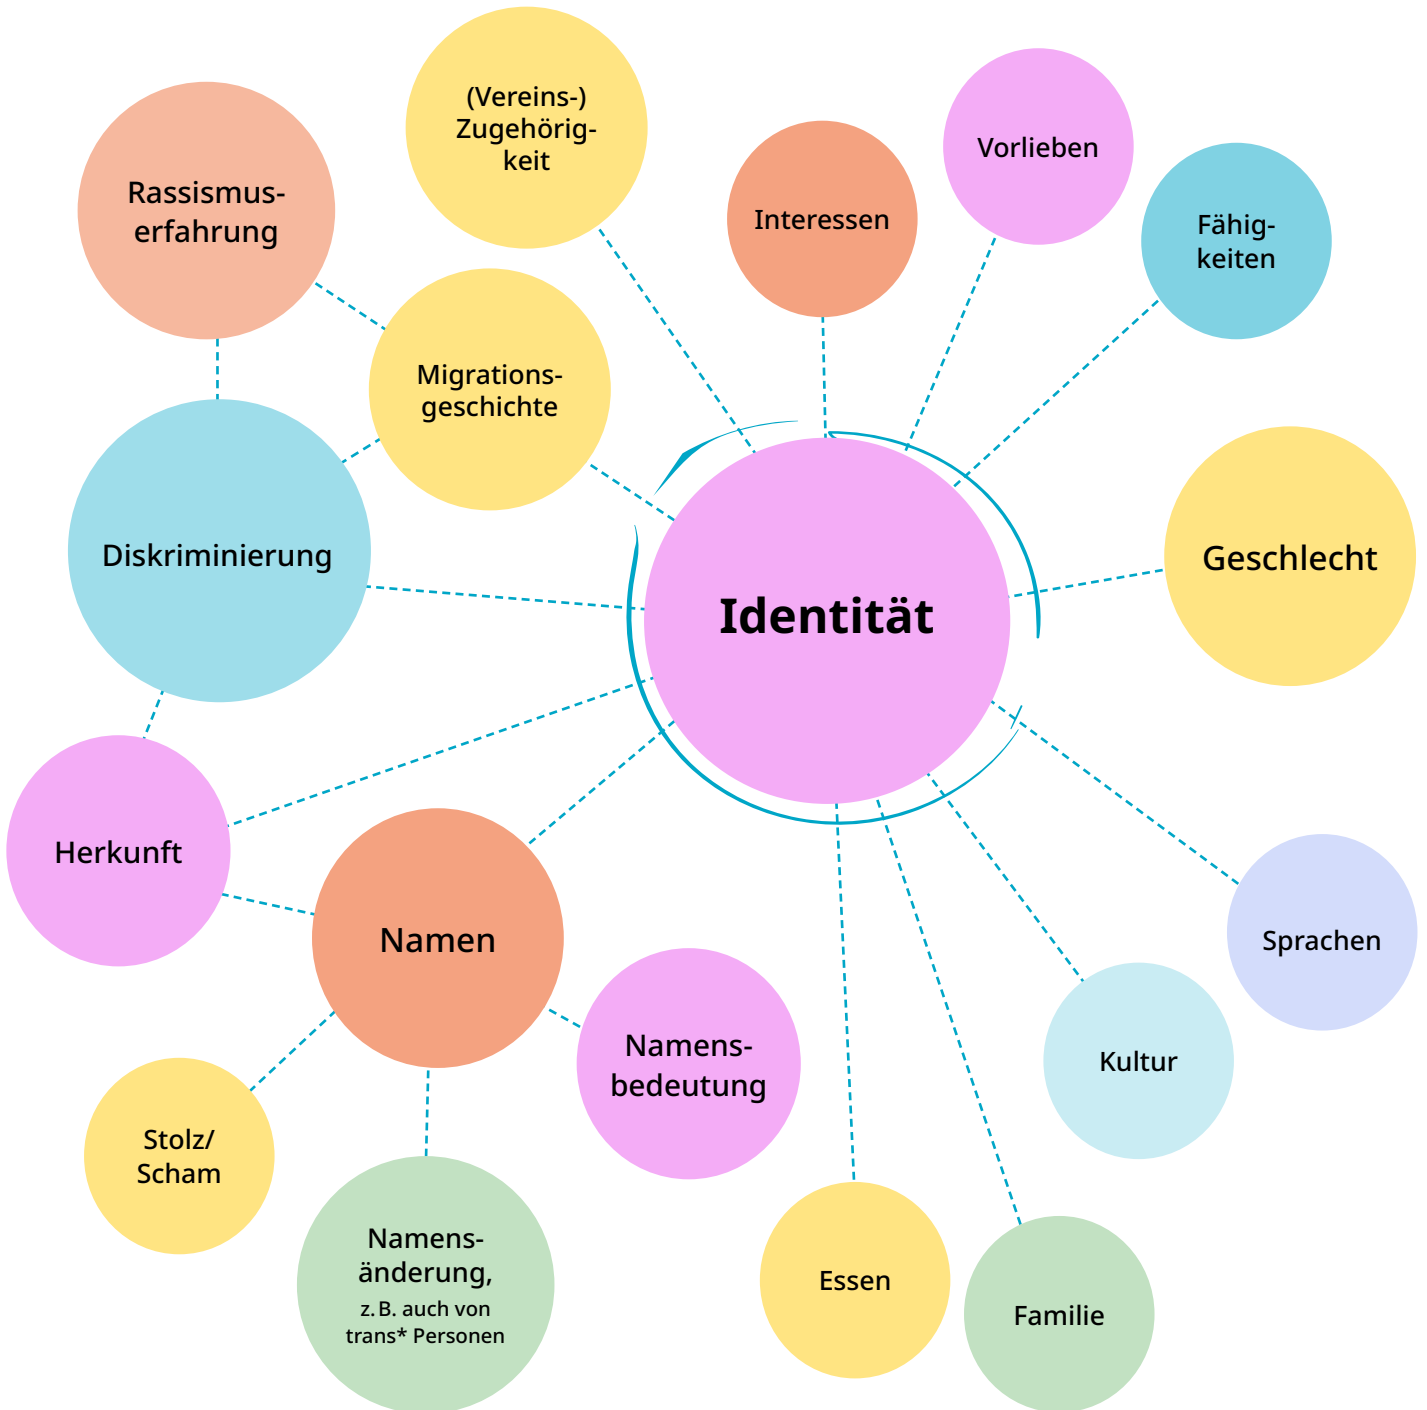 (Vereins-)
Zugehörig-
keit
Vorlieben
Rassismus-
erfahrung
Interessen
Fähig-
keiten
Migrations-
geschichte
Diskriminierung
Geschlecht
Identität
Herkunft
Namen
Sprachen
Namens-
bedeutung
Kultur
Stolz/
Scham
Namens-
änderung,
z. B. auch von
trans* Personen
Essen
Familie